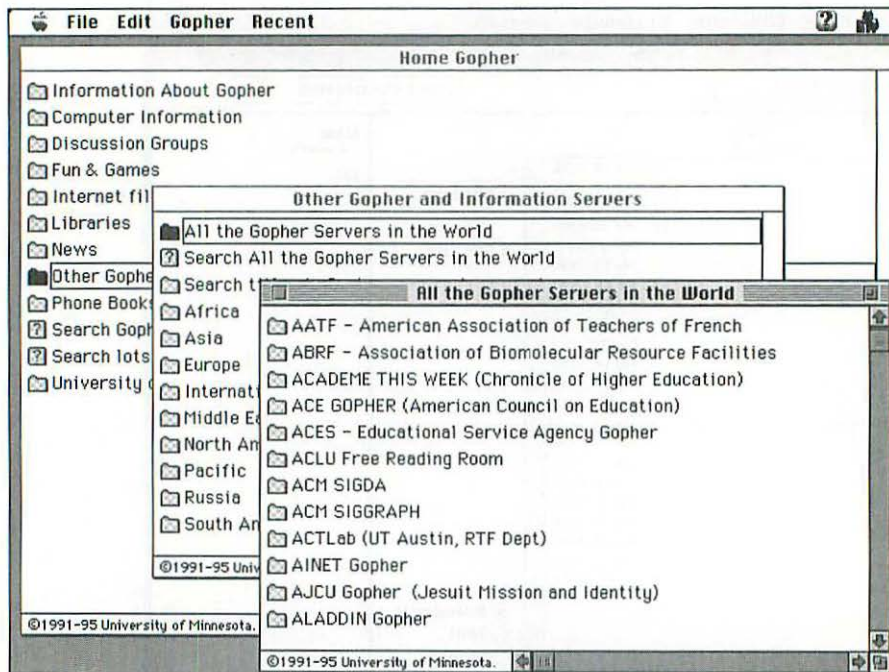 File Edit Gopher Recent
Home Gopher
Information About Gopher
Computer Information
Discussion Groups
Fun & Games
Internet fil
Libraries
News
Other Gophe
Phone Books
Search Goph
Search lots
University
©1991-95 University of Minnesota.
Other Gopher and Information Servers
All the Gopher Servers in the World
Search All the Gopher Servers in the World
Search t
Africa
Asia
Europe
Internati
Middle Ea
North Am
Pacific
Russia
South Am
©1991-95 Univ
All the Gopher Servers in the World
AATF - American Association of Teachers of French
ABRF - Association of Biomolecular Resource Facilities
ACADEME THIS WEEK (Chronicle of Higher Education)
ACE GOPHER (American Council on Education)
ACES - Educational Service Agency Gopher
ACLU Free Reading Room
ACM SIGDA
ACM SIGGRAPH
ACTLab (UT Austin, RTF Dept)
AINET Gopher
AJCU Gopher (Jesuit Mission and Identity)
ALADDIN Gopher
©1991-95 University of Minnesota.